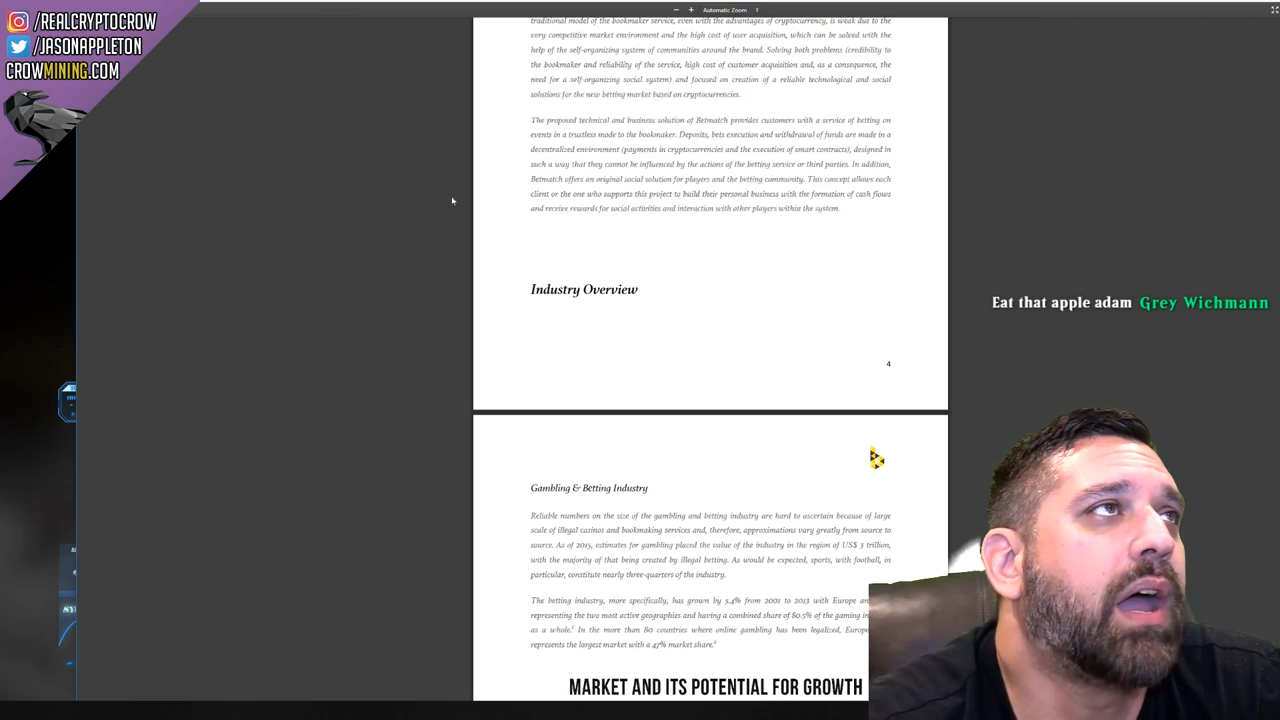 /REALCRYPTOCROW
/JASONAPPLETON
CROWMINING.COM
Automatic Zoom
traditional model of the bookmaker service, even with the advantages of cryptocurrency, is weak due to the
very competitive market environment and the high cost of user acquisition, which can be solved with the
help of the self-organizing system of communities around the brand. Solving both problems (credibility to
the bookmaker and reliability of the service, high cost of customer acquisition and, as a consequence, the
need for a self-organizing social system) and focused on creation of a reliable technological and social
solutions for the new betting market based on cryptocurrencies.
The proposed technical and business solution of Betmatch provides customers with a service of betting on
events in a trustless mode to the bookmaker. Deposits, bets execution and withdrawal of funds are made in a
decentralized environment (payments in cryptocurrencies and the execution of smart contracts), designed in
such a way that they cannot be influenced by the actions of the betting service or third parties. In addition,
Betmatch offers an original social solution for players and the betting community. This concept allows each
client or the one who supports this project to build their personal business with the formation of cash flows
and receive rewards for social activities and interaction with other players within the system.
Industry Overview
Eat that apple adam Grey Wichmann
4
Gambling & Betting Industry
Reliable numbers on the size of the gambling and betting industry are hard to ascertain because of large
scale of illegal casinos and bookmaking services and, therefore, approximations vary greatly from source to
source. As of 2015, estimates for gambling placed the value of the industry in the region of US$ 3 trillion,
with the majority of that being created by illegal betting. As would be expected, sports, with football, in
particular, constitute nearly three-quarters of the industry.
The betting industry, more specifically, has grown by 5.4% from 2001 to 2013 with Europe an
representing the two most active geographies and having a combined share of 80.5% of the gaming in
as a whole. In the more than 80 countries where online gambling has been legalized, Europe
represents the largest market with a 47% market share.
MARKET AND ITS POTENTIAL FOR GROWTH